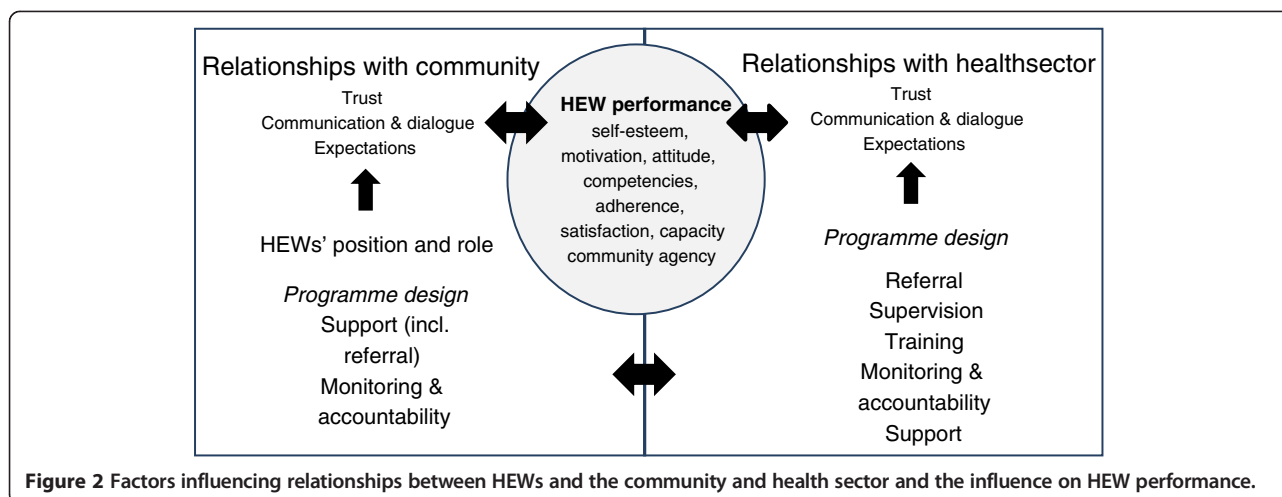 Relationships with community
Trust
Communication & dialogue
Expectations
HEWs' position and role
Programme design
Support (incl.
referral)
Monitoring &
accountability
HEW performance
self-esteem,
motivation, attitude,
competencies,
adherence,
satisfaction, capacity
community agency
Relationships with healthsector
Trust
Communication & dialogue
Expectations
Programme design
Referral
Supervision
Training
Monitoring &
accountability
Support
Figure 2 Factors influencing relationships between HEWs and the community and health sector and the influence on HEW performance.